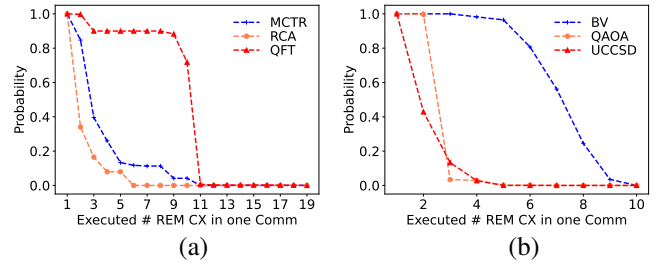 1.0
0.8
0.6
0.4
0.2
0.0
Probability
MCTR
RCA
QFT
1 3 5 7 9 11 13 15 17 19
Executed # REM CX in one Comm
(a)
1.0
0.8
0.6
0.4
0.2
0.0
Probability
BV
QAOA
UCCSD
2 4 6 8 10
Executed # REM CX in one Comm
(b)